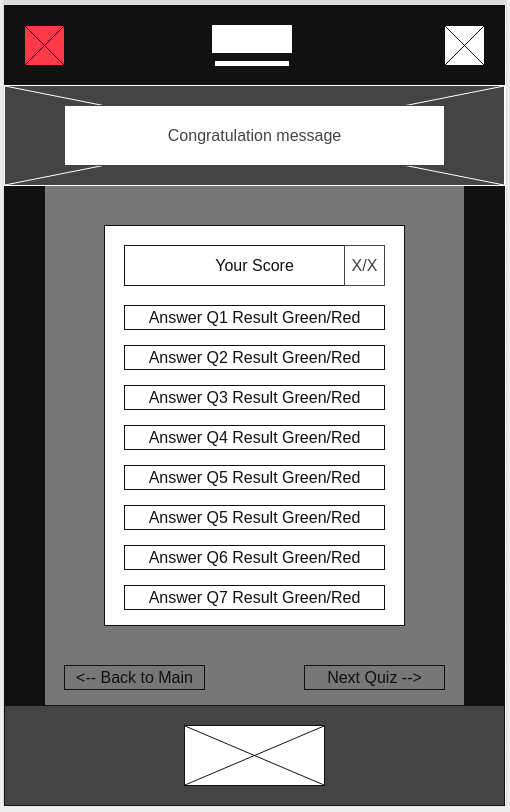 Congratulation message
Your Score X/X
Answer Q1 Result Green/Red
Answer Q2 Result Green/Red
Answer Q3 Result Green/Red
Answer Q4 Result Green/Red
Answer Q5 Result Green/Red
Answer Q5 Result Green/Red
Answer Q6 Result Green/Red
Answer Q7 Result Green/Red
<-- Back to Main
Next Quiz -->